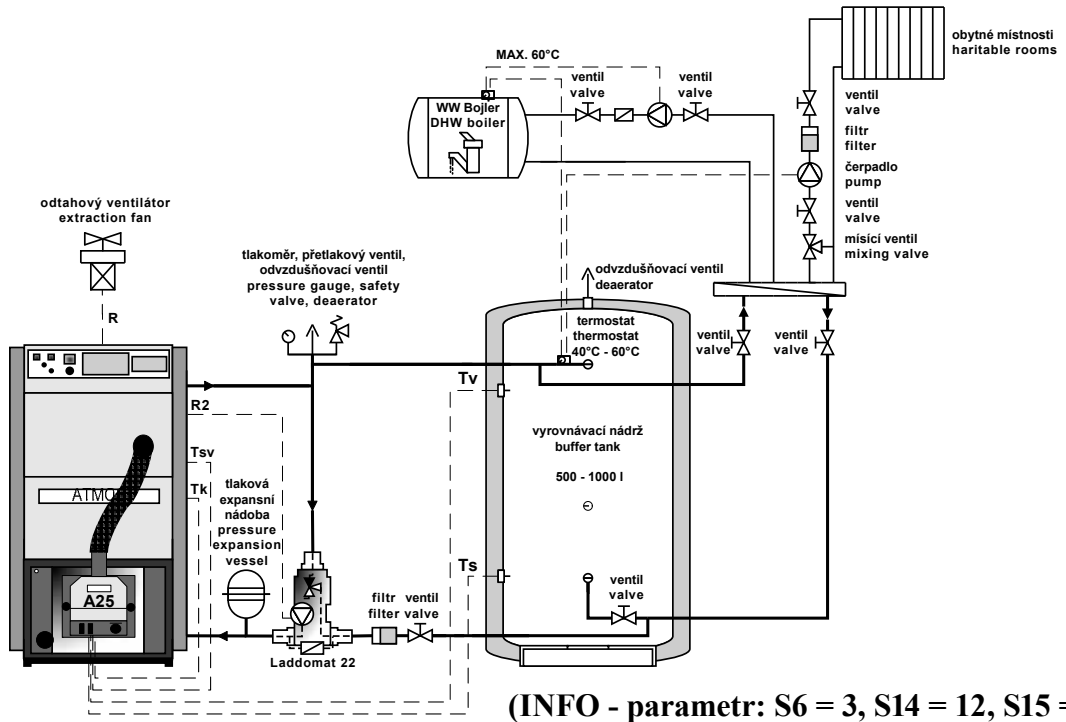 MAX. 60°C
obytné místnosti
haritable rooms
ventil
valve
ventil
valve
WW Bojler
DHW boiler
ventil
valve
filtr
filter
čerpadlo
pump
ventil
valve
mísící ventil
mixing valve
odtahový ventilátor
extraction fan
tlakoměr, přetlakový ventil,
odvzdušňovací ventil
pressure gauge, safety
valve, deaerator
odvzdušňovací ventil
deaerator
R
termostat
thermostat
40°C - 60°C
ventil
valve
ventil
valve
Tv
R2
vyrovnávací nádrž
buffer tank
500 - 1000 l
Tsv
Tk
ATMO
tlaková
expansní
nádoba
pressure
expansion
vessel
Ts
A25
filtr
filter
ventil
valve
ventil
valve
Laddomat 22
(INFO - parametr: S6 = 3, S14 = 12, S15 =